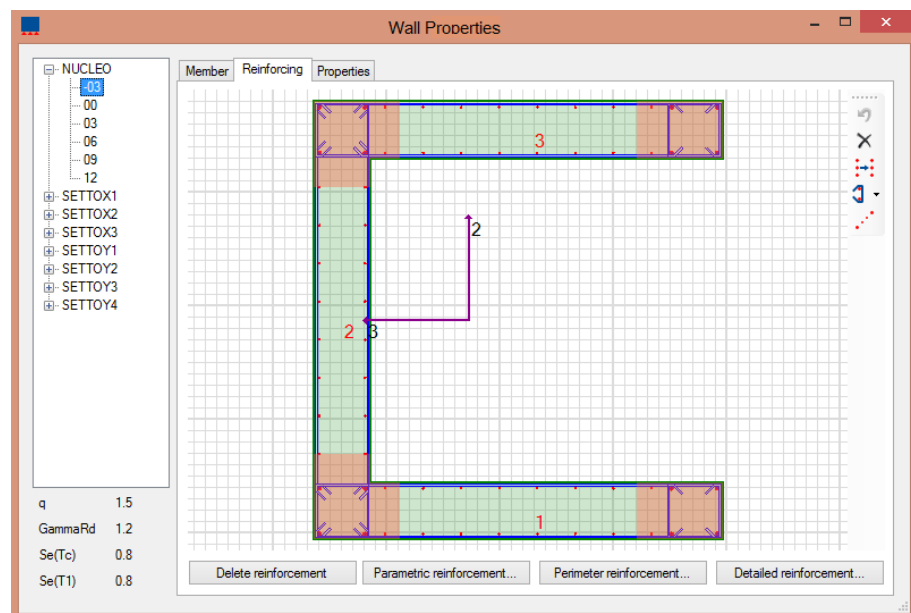 Wall Properties
NUCLEO
-03
00
03
06
09
12
SETTOX1
SETTOX2
SETTOX3
SETTOY1
SETTOY2
SETTOY3
SETTOY4
q 1.5
GammaRd 1.2
Se(Tc) 0.8
Se(T1) 0.8
Member Reinforcing Properties
3
2
2 3
1
Delete reinforcement Parametric reinforcement... Perimeter reinforcement... Detailed reinforcement...